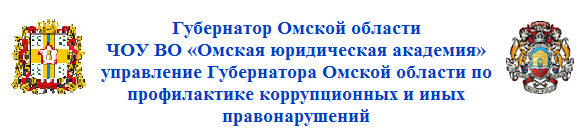 Губернатор Омской области
ЧОУ ВО «Омская юридическая академия»
управление Губернатора Омской области по
профилактике коррупционных и иных
правонарушений